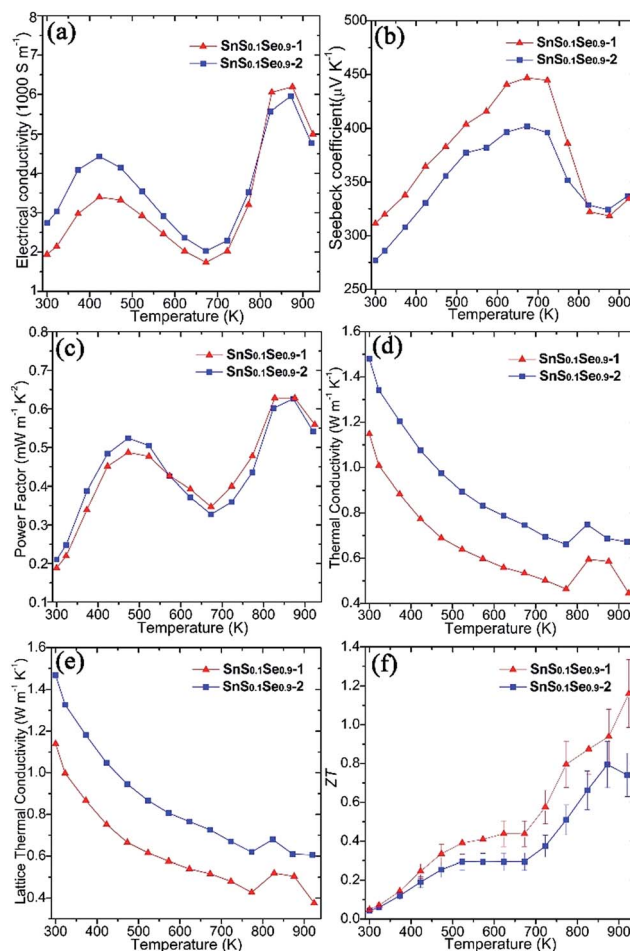 (a)
SnS0.1Se0.9-1
SnS0.1Se0.9-2
Electrical conductivity (1000 S m⁻¹)
8
7
6
5
4
3
2
1
300 400 500 600 700 800 900
Temperature (K)
(b)
SnS0.1Se0.9-1
SnS0.1Se0.9-2
Seebeck coefficient(μV K⁻¹)
500
450
400
350
300
250
300 400 500 600 700 800 900
Temperature (K)
(c)
SnS0.1Se0.9-1
SnS0.1Se0.9-2
Power Factor (mW m⁻¹ K⁻²)
0.8
0.7
0.6
0.5
0.4
0.3
0.2
0.1
300 400 500 600 700 800 900
Temperature (K)
(d)
SnS0.1Se0.9-1
SnS0.1Se0.9-2
Thermal Conductivity (W m⁻¹ K⁻¹)
1.6
1.4
1.2
1.0
0.8
0.6
0.4
300 400 500 600 700 800 900
Temperature (K)
(e)
SnS0.1Se0.9-1
SnS0.1Se0.9-2
Lattice Thermal Conductivity (W m⁻¹ K⁻¹)
1.6
1.4
1.2
1.0
0.8
0.6
0.4
300 400 500 600 700 800 900
Temperature (K)
(f)
SnS0.1Se0.9-1
SnS0.1Se0.9-2
ZT
1.4
1.2
1.0
0.8
0.6
0.4
0.2
0.0
300 400 500 600 700 800 900
Temperature (K)